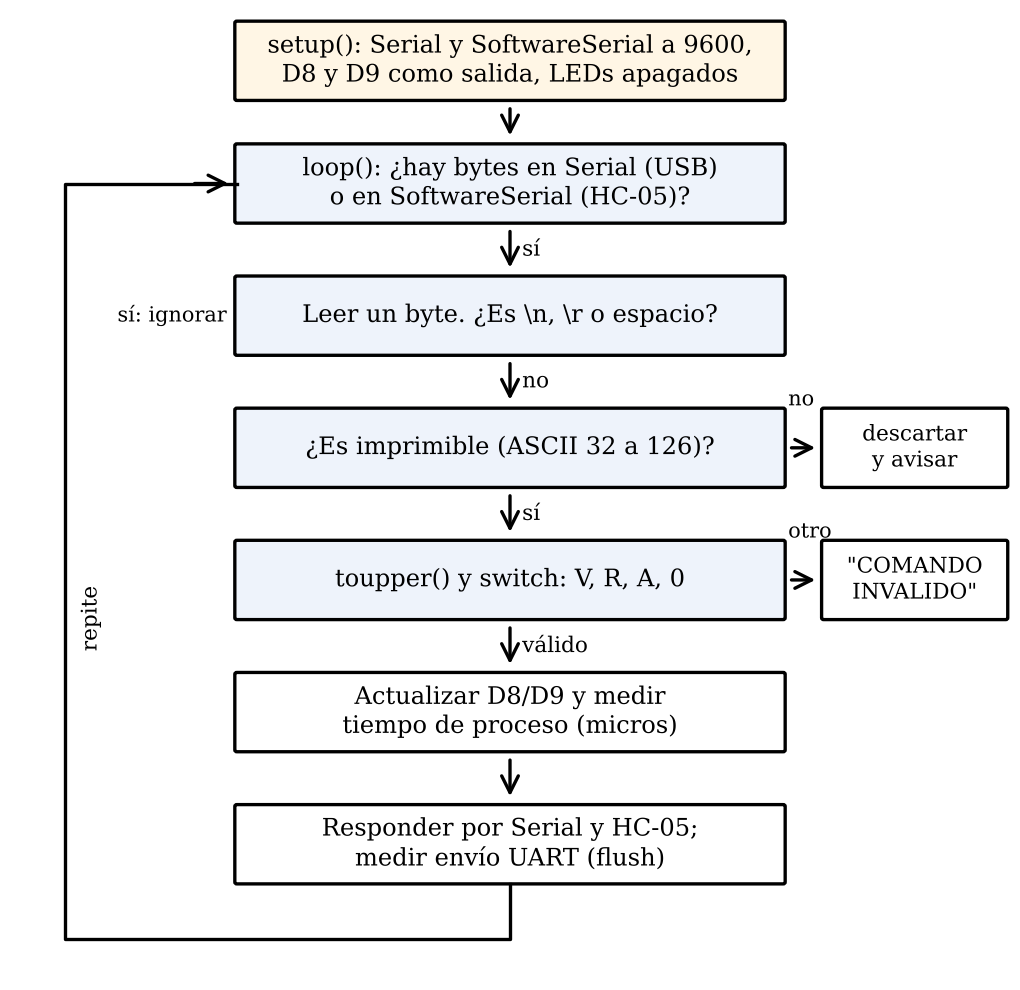 setup(): Serial y SoftwareSerial a 9600,
D8 y D9 como salida, LEDs apagados
loop(): ¿hay bytes en Serial (USB)
o en SoftwareSerial (HC-05)?
sí
sí: ignorar
Leer un byte. ¿Es \n, \r o espacio?
no
no
¿Es imprimible (ASCII 32 a 126)?
descartar
y avisar
sí
otro
toupper() y switch: V, R, A, 0
"COMANDO
INVALIDO"
repite
válido
Actualizar D8/D9 y medir
tiempo de proceso (micros)
Responder por Serial y HC-05;
medir envío UART (flush)